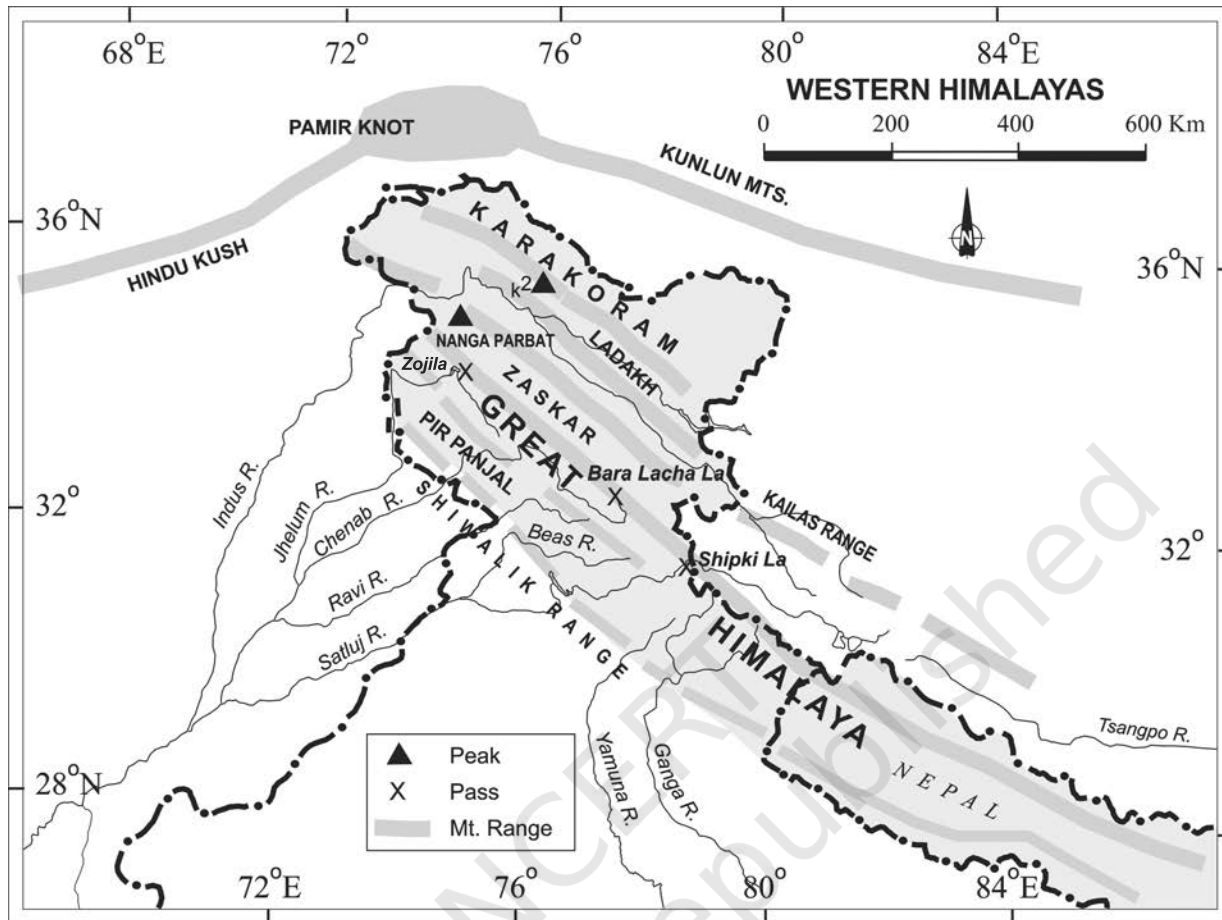 68°E 72°E 76°E 80°E 84°E
WESTERN HIMALAYAS
0 200 400 600 Km
PAMIR KNOT
KUNLUN MTS.
HINDU KUSH
36°N
36°N
N
KARAKORAM
k2
NANGA PARBAT
LADAKH
Zojila
ZASKAR
GREAT
PIR PANJAL
Bara Lacha La
32°
32°
Indus R.
Jhelum R.
Chenab R.
SHIWALIK RANGE
KAILAS RANGE
Beas R.
Shipki La
Ravi R.
Satluj R.
HIMALAYA
Tsangpo R.
NEPAL
Yamuna R.
Ganga R.
28°N
28°N
Peak
X Pass
Mt. Range
72°E 76°E 80°E 84°E
NCERT
republished